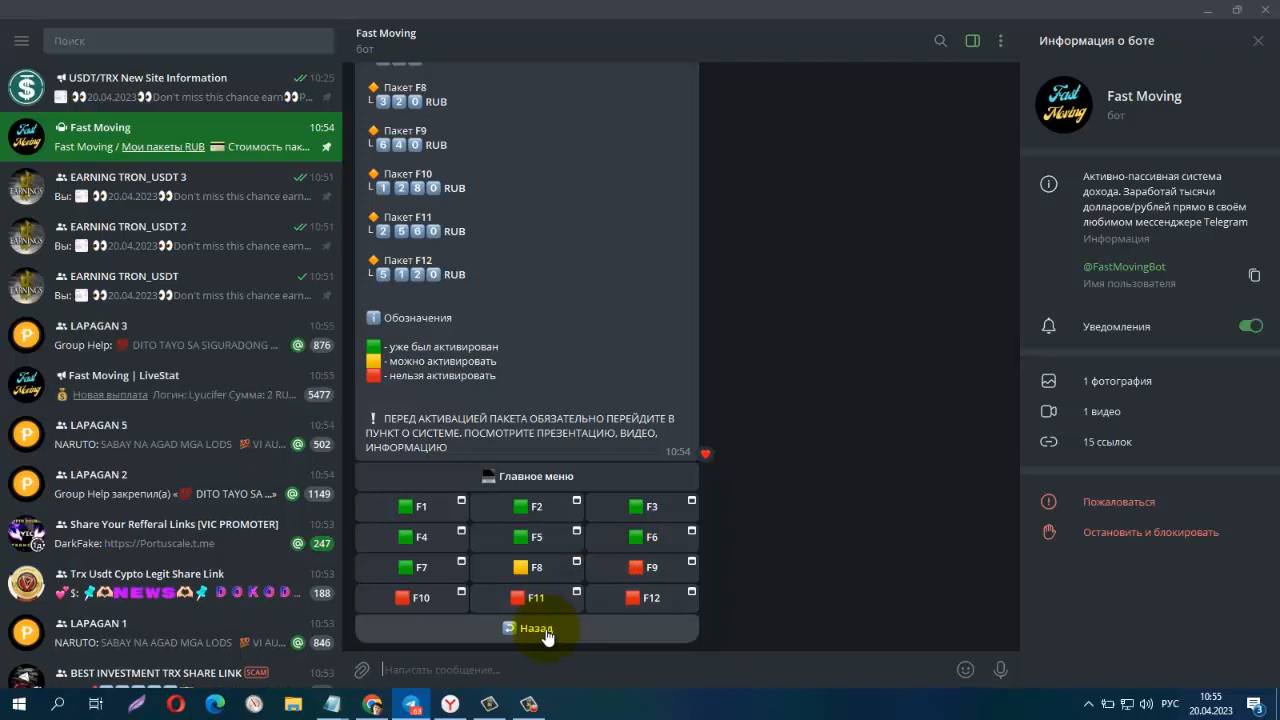 Поиск
USDT/TRX New Site Information
10:25
👀20.04.2023👀Don't miss this chance earn👀P...
Fast Moving
10:54
Fast Moving / Мои пакеты RUB 💳 Стоимость пак...
EARNING TRON_USDT 3
10:51
Вы: 👀20.04.2023👀Don't miss this chance earn...
EARNING TRON_USDT 2
10:51
Вы: 👀20.04.2023👀Don't miss this chance earn...
EARNING TRON_USDT
10:51
Вы: 👀20.04.2023👀Don't miss this chance earn...
LAPAGAN 3
10:55
Group Help: 💯 DITO TAYO SA SIGURADONG ...
@ 876
Fast Moving | LiveStat
10:55
Новая выплата Логин: Lyucifer Сумма: 2 RU...
5477
LAPAGAN 5
10:54
NARUTO: SABAY NA AGAD MGA LODS 💯 VI AU...
@ 502
LAPAGAN 2
10:54
Group Help закрепил(а) «💯 DITO TAYO SA ...»
@ 1149
Share Your Refferal Links [VIC PROMOTER]
10:53
DarkFake: https://Portuscale.t.me
@ 247
1д
Trx Usdt Cypto Legit Share Link
10:53
$: NEWS DOKOD...
188
LAPAGAN 1
10:53
NARUTO: SABAY NA AGAD MGA LODS 💯 VI AU...
@ 846
BEST INVESTMENT TRX SHARE LINK SCAM
10:53
Fast Moving
бот
Пакет F8
320 RUB
Пакет F9
640 RUB
Пакет F10
1280 RUB
Пакет F11
2560 RUB
Пакет F12
5120 RUB
ℹ️ Обозначения
🟩 - уже был активирован
🟨 - можно активировать
🟥 - нельзя активировать
❕ ПЕРЕД АКТИВАЦИЕЙ ПАКЕТА ОБЯЗАТЕЛЬНО ПЕРЕЙДИТЕ В
ПУНКТ О СИСТЕМЕ. ПОСМОТРИТЕ ПРЕЗЕНТАЦИЮ, ВИДЕО,
ИНФОРМАЦИЮ
10:54
Главное меню
🟩 F1 🟩 F2 🟩 F3
🟩 F4 🟩 F5 🟩 F6
🟩 F7 🟨 F8 🟥 F9
🟥 F10 🟥 F11 🟥 F12
Назад
Написать сообщение...
Информация о боте
Fast Moving
бот
Активно-пассивная система
дохода. Заработай тысячи
долларов/рублей прямо в своём
любимом мессенджере Telegram
Информация
@FastMovingBot
Имя пользователя
Уведомления
1 фотография
1 видео
15 ссылок
Пожаловаться
Остановить и блокировать
63
РУС
10:55
20.04.2023
3